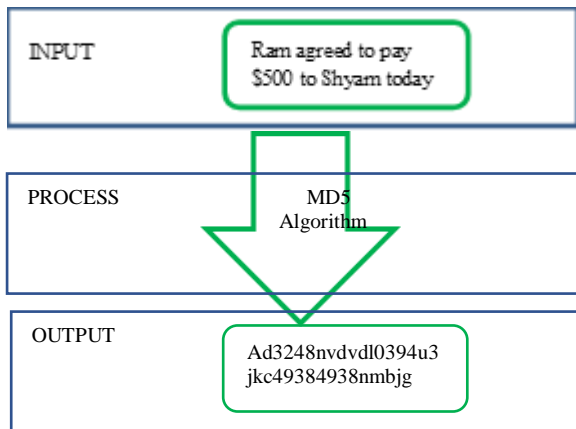 INPUT
Ram agreed to pay
$500 to Shyam today
PROCESS
MD5
Algorithm
OUTPUT
Ad3248nvdvdl0394u3
jkc49384938nmbjg